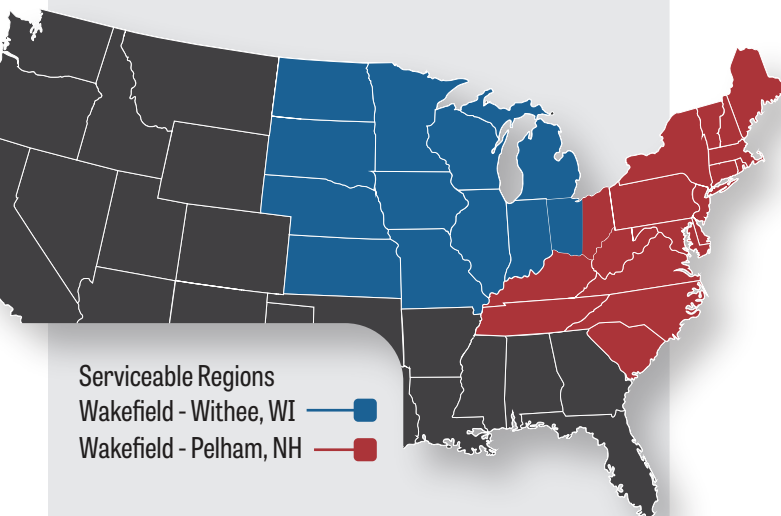 Serviceable Regions
Wakefield - Withee, WI
Wakefield - Pelham, NH